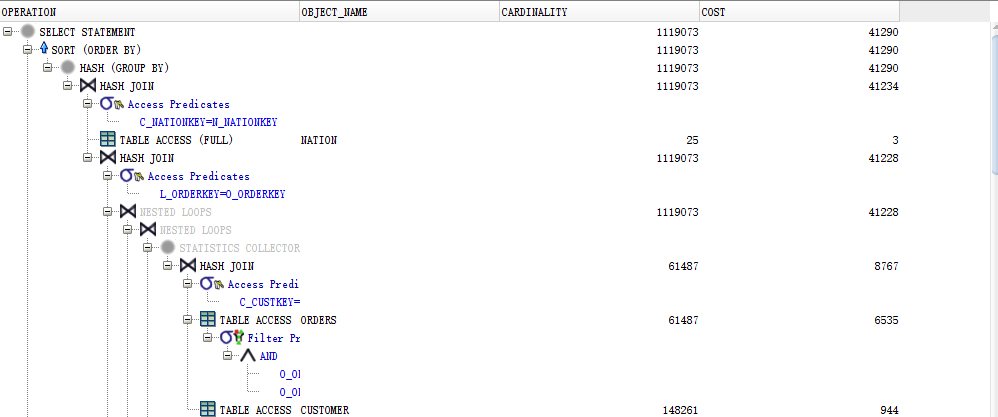 OPERATION OBJECT_NAME CARDINALITY COST
SELECT STATEMENT 1119073 41290
SORT (ORDER BY) 1119073 41290
HASH (GROUP BY) 1119073 41290
HASH JOIN 1119073 41234
Access Predicates
C_NATIONKEY=N_NATIONKEY
TABLE ACCESS (FULL) NATION 25 3
HASH JOIN 1119073 41228
Access Predicates
L_ORDERKEY=O_ORDERKEY
NESTED LOOPS 1119073 41228
NESTED LOOPS
STATISTICS COLLECTOR
HASH JOIN 61487 8767
Access Predi
C_CUSTKEY=
TABLE ACCESS ORDERS 61487 6535
Filter Pr
AND
TABLE ACCESS CUSTOMER 148261 944